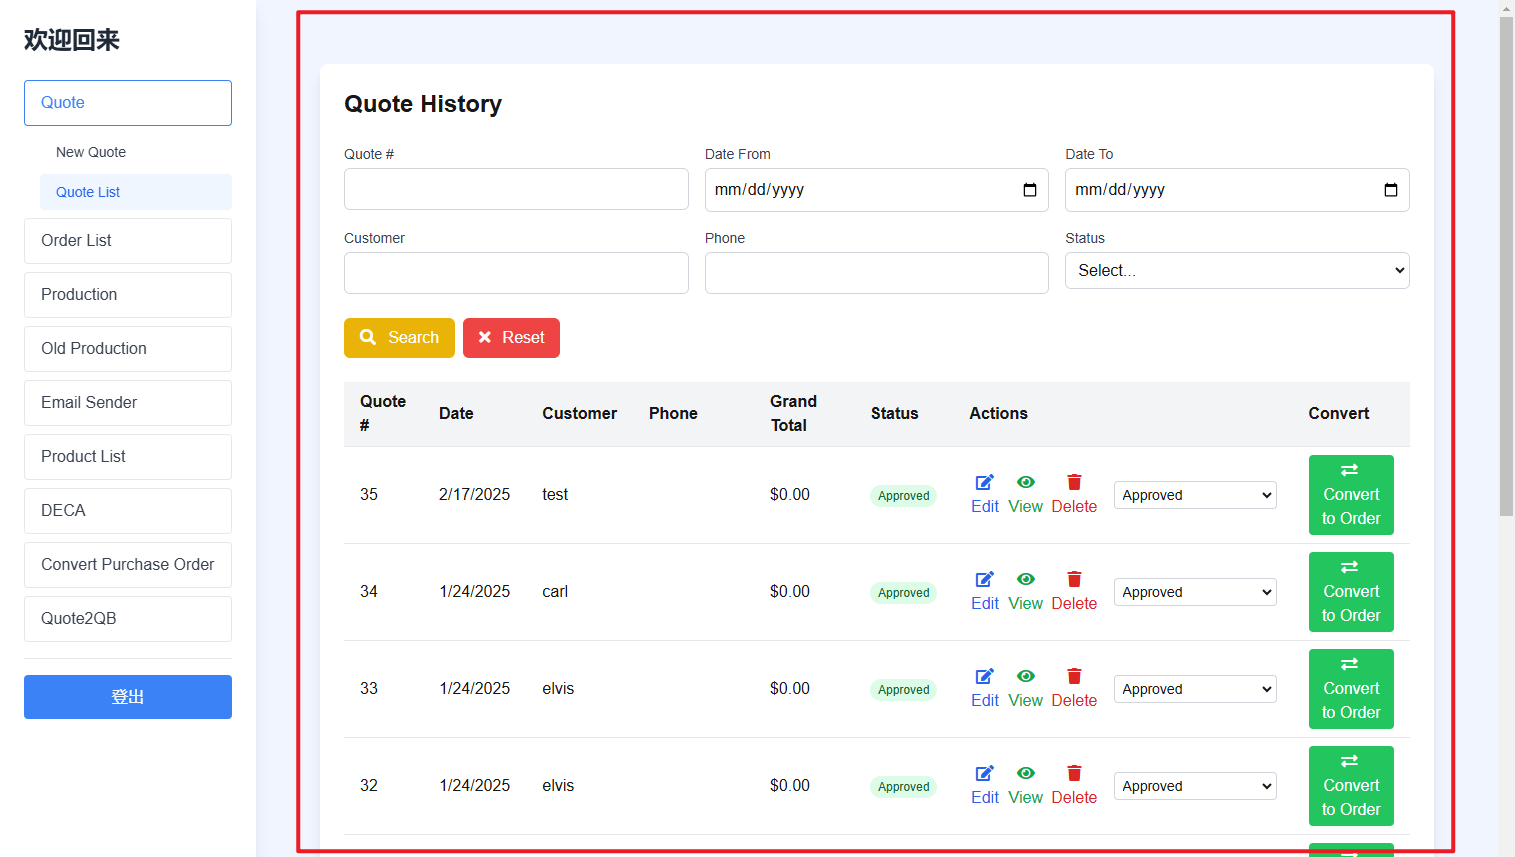 欢迎回来
Quote
New Quote
Quote List
Order List
Production
Old Production
Email Sender
Product List
DECA
Convert Purchase Order
Quote2QB
登出
Quote History
Quote #
Date From
Date To
mm/dd/yyyy
mm/dd/yyyy
Customer
Phone
Status
Select...
Search
Reset
Quote # Date Customer Phone Grand Total Status Actions Convert
35 2/17/2025 test $0.00 Approved Edit View Delete Approved Convert to Order
34 1/24/2025 carl $0.00 Approved Edit View Delete Approved Convert to Order
33 1/24/2025 elvis $0.00 Approved Edit View Delete Approved Convert to Order
32 1/24/2025 elvis $0.00 Approved Edit View Delete Approved Convert to Order